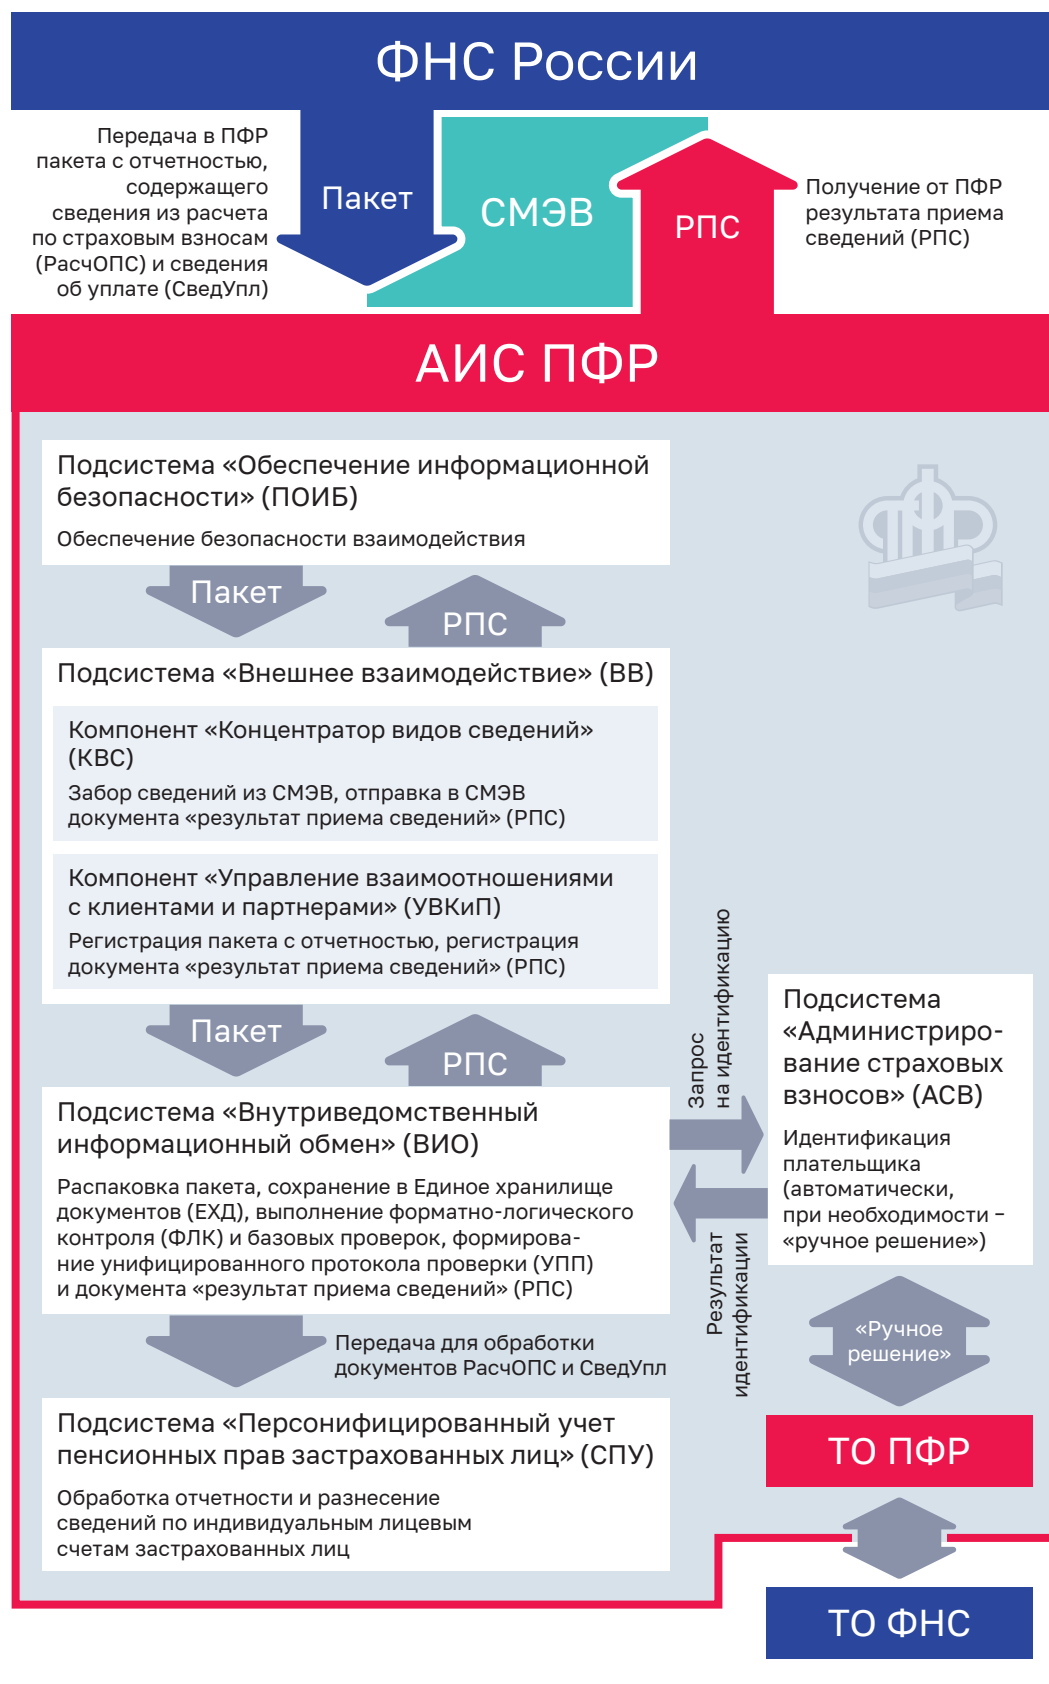 ФНС России
Передача в ПФР
пакета с отчетностью,
содержащего
сведения из расчета
по страховым взносам
(РасчОПС) и сведения
об уплате (СведУпл)
Пакет
СМЭВ
РПС
Получение от ПФР
результата приема
сведений (РПС)
АИС ПФР
Подсистема «Обеспечение информационной
безопасности» (ПОИБ)
Обеспечение безопасности взаимодействия
Пакет
РПС
Подсистема «Внешнее взаимодействие» (ВВ)
Компонент «Концентратор видов сведений»
(КВС)
Забор сведений из СМЭВ, отправка в СМЭВ
документа «результат приема сведений» (РПС)
Компонент «Управление взаимоотношениями
с клиентами и партнерами» (УВКиП)
Регистрация пакета с отчетностью, регистрация
документа «результат приема сведений» (РПС)
Пакет
РПС
Подсистема «Внутриведомственный
информационный обмен» (ВИО)
Распаковка пакета, сохранение в Единое хранилище
документов (ЕХД), выполнение форматно-логического
контроля (ФЛК) и базовых проверок, формирова-
ние унифицированного протокола проверки (УПП)
и документа «результат приема сведений» (РПС)
Запрос
на идентификацию
Результат
идентификации
Подсистема
«Администриро-
вание страховых
взносов» (АСВ)
Идентификация
плательщика
(автоматически,
при необходимости –
«ручное решение»)
Передача для обработки
документов РасчОПС и СведУпл
«Ручное
решение»
Подсистема «Персонифицированный учет
пенсионных прав застрахованных лиц» (СПУ)
Обработка отчетности и разнесение
сведений по индивидуальным лицевым
счетам застрахованных лиц
ТО ПФР
ТО ФНС